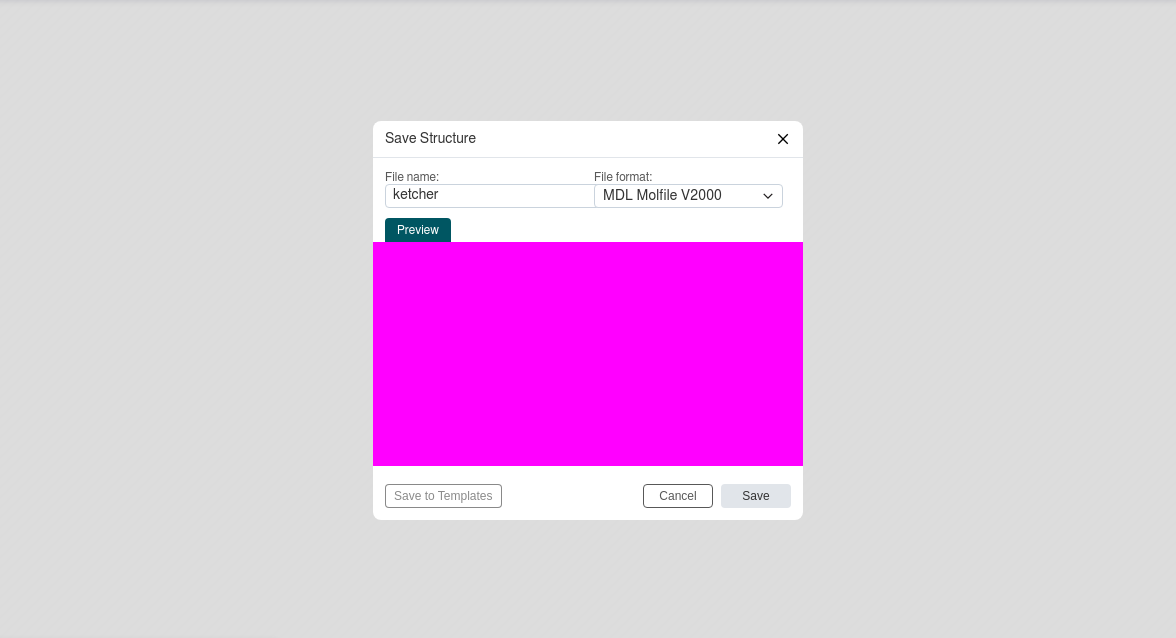 Save Structure
File name:
File format:
ketcher
MDL Molfile V2000
Preview
Save to Templates
Cancel
Save